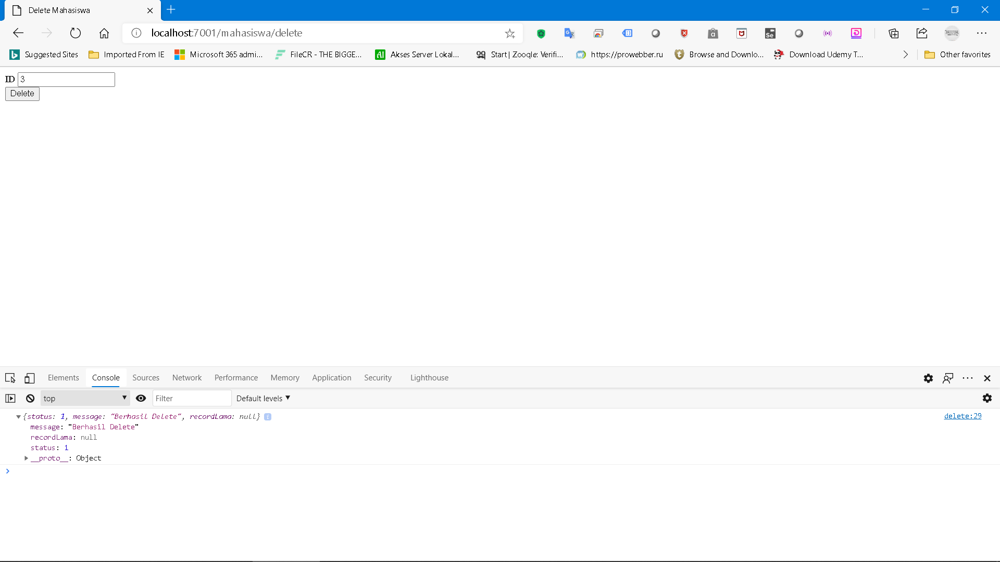 Delete Mahasiswa
localhost:7001/mahasiswa/delete
Suggested Sites Imported From IE Microsoft 365 admi... FileCR - THE BIGGE... AI Akses Server Lokal... Start | Zooqle: Verifi... https://prowebber.ru Browse and Downlo... Download Udemy T... Other favorites
ID 3
Delete
Elements Console Sources Network Performance Memory Application Security Lighthouse
top Filter Default levels
{status: 1, message: "Berhasil Delete", recordLama: null} delete:29
message: "Berhasil Delete"
recordLama: null
status: 1
__proto__: Object